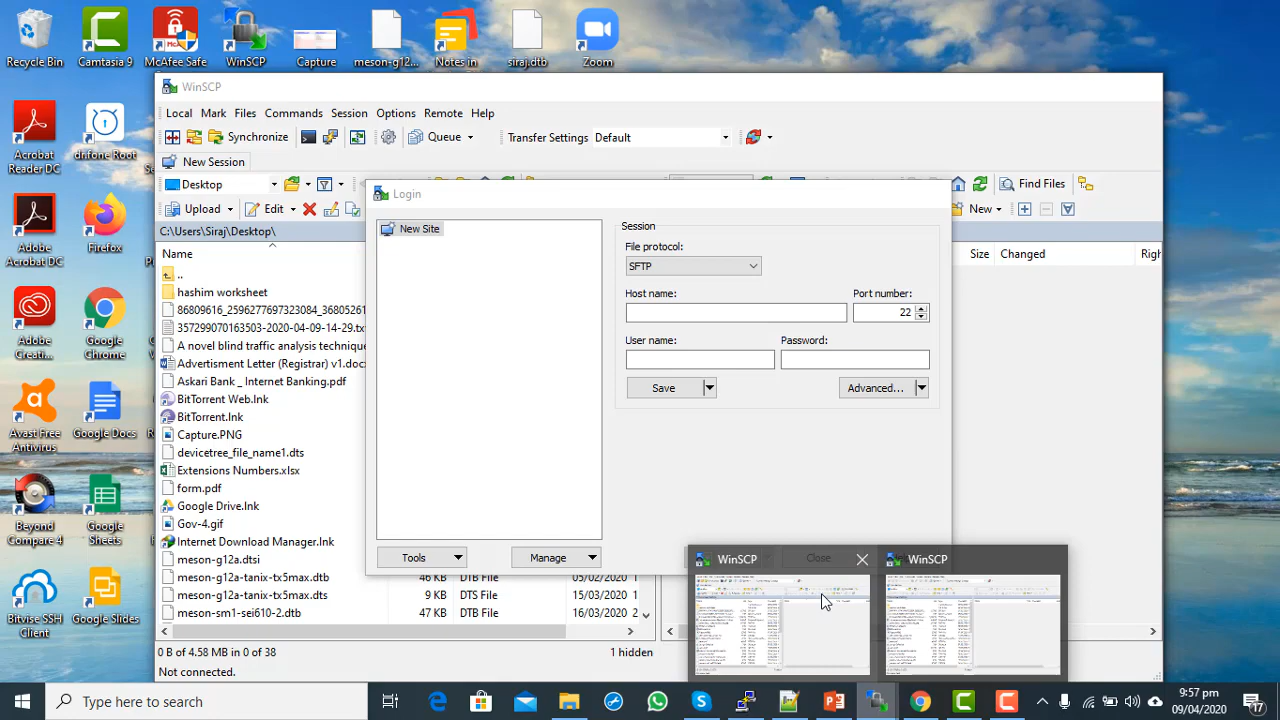 Recycle Bin
Camtasia 9
McAfee Safe
WinSCP
Capture
meson-g12...
Notes in
siraj.dtb
Zoom
WinSCP
Local Mark Files Commands Session Options Remote Help
Synchronize
Queue
Transfer Settings Default
New Session
Desktop
Find Files
Upload
Edit
New
C:\Users\Siraj\Desktop\
Name
Size Changed Righ
Acrobat
Reader DC
dr.fone Root
Adobe
Acrobat DC
Firefox
Adobe
Creati...
Google
Chrome
Avast Free
Antivirus
Google Docs
Beyond
Compare 4
Google
Sheets
Client
Google Slides
..
hashim worksheet
86809616_2596277697323084_36805261
357299070163503-2020-04-09-14-29.txt
A novel blind traffic analysis technique
Advertisment Letter (Registrar) v1.docx
Askari Bank _ Internet Banking.pdf
BitTorrent Web.lnk
BitTorrent.lnk
Capture.PNG
devicetree_file_name1.dts
Extensions Numbers.xlsx
form.pdf
Google Drive.lnk
Gov-4.gif
Internet Download Manager.lnk
meson-g12a.dtsi
meson-g12a-tanix-tx5max.dtb 46 KB DTB File 05/02/2020 1
meson-g12a-tanix-tx5max.dts 9 KB DTB File 15/03/2020 1
47 KB DTB File 16/03/2020 2
0 B of 4.58 MB in 0 of 38
1 hidden
Not connected.
Login
New Site
Session
File protocol:
SFTP
Host name:
Port number:
22
User name:
Password:
Save
Advanced...
Tools
Manage
Close
WinSCP
WinSCP
Type here to search
9:57 pm
09/04/2020
17